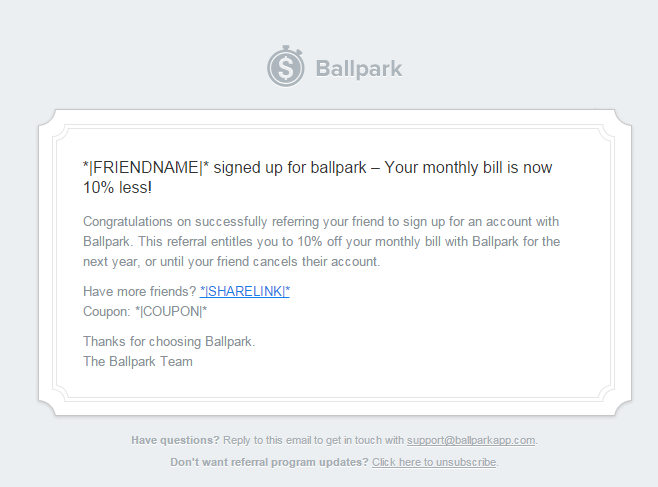 Ballpark
*|FRIENDNAME|* signed up for ballpark – Your monthly bill is now
10% less!
Congratulations on successfully referring your friend to sign up for an account with
Ballpark. This referral entitles you to 10% off your monthly bill with Ballpark for the
next year, or until your friend cancels their account.
Have more friends? *|SHARELINK|*
Coupon: *|COUPON|*
Thanks for choosing Ballpark.
The Ballpark Team
Have questions? Reply to this email to get in touch with support@ballparkapp.com.
Don't want referral program updates? Click here to unsubscribe.